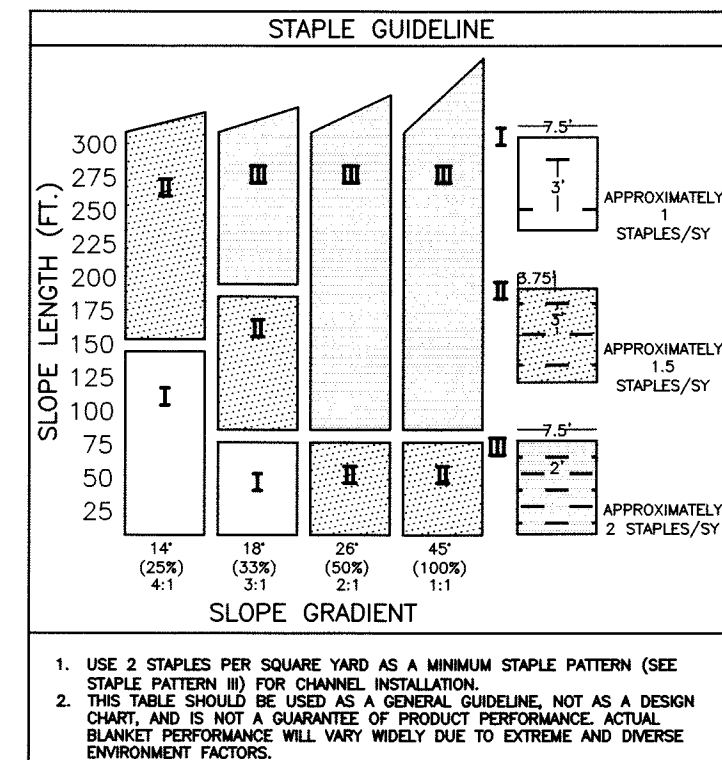 STAPLE GUIDELINE
SLOPE LENGTH (FT.)
300
275
250
225
200
175
150
125
100
75
50
25
II
I
III
II
I
III
II
III
II
14°
(25%)
4:1
18°
(33%)
3:1
26°
(50%)
2:1
45°
(100%)
1:1
SLOPE GRADIENT
I
7.5'
3'
APPROXIMATELY
1
STAPLES/SY
II
3.75'
3'
APPROXIMATELY
1.5
STAPLES/SY
III
7.5'
2'
APPROXIMATELY
2 STAPLES/SY
1. USE 2 STAPLES PER SQUARE YARD AS A MINIMUM STAPLE PATTERN (SEE
STAPLE PATTERN III) FOR CHANNEL INSTALLATION.
2. THIS TABLE SHOULD BE USED AS A GENERAL GUIDELINE, NOT AS A DESIGN
CHART, AND IS NOT A GUARANTEE OF PRODUCT PERFORMANCE. ACTUAL
BLANKET PERFORMANCE WILL VARY WIDELY DUE TO EXTREME AND DIVERSE
ENVIRONMENT FACTORS.